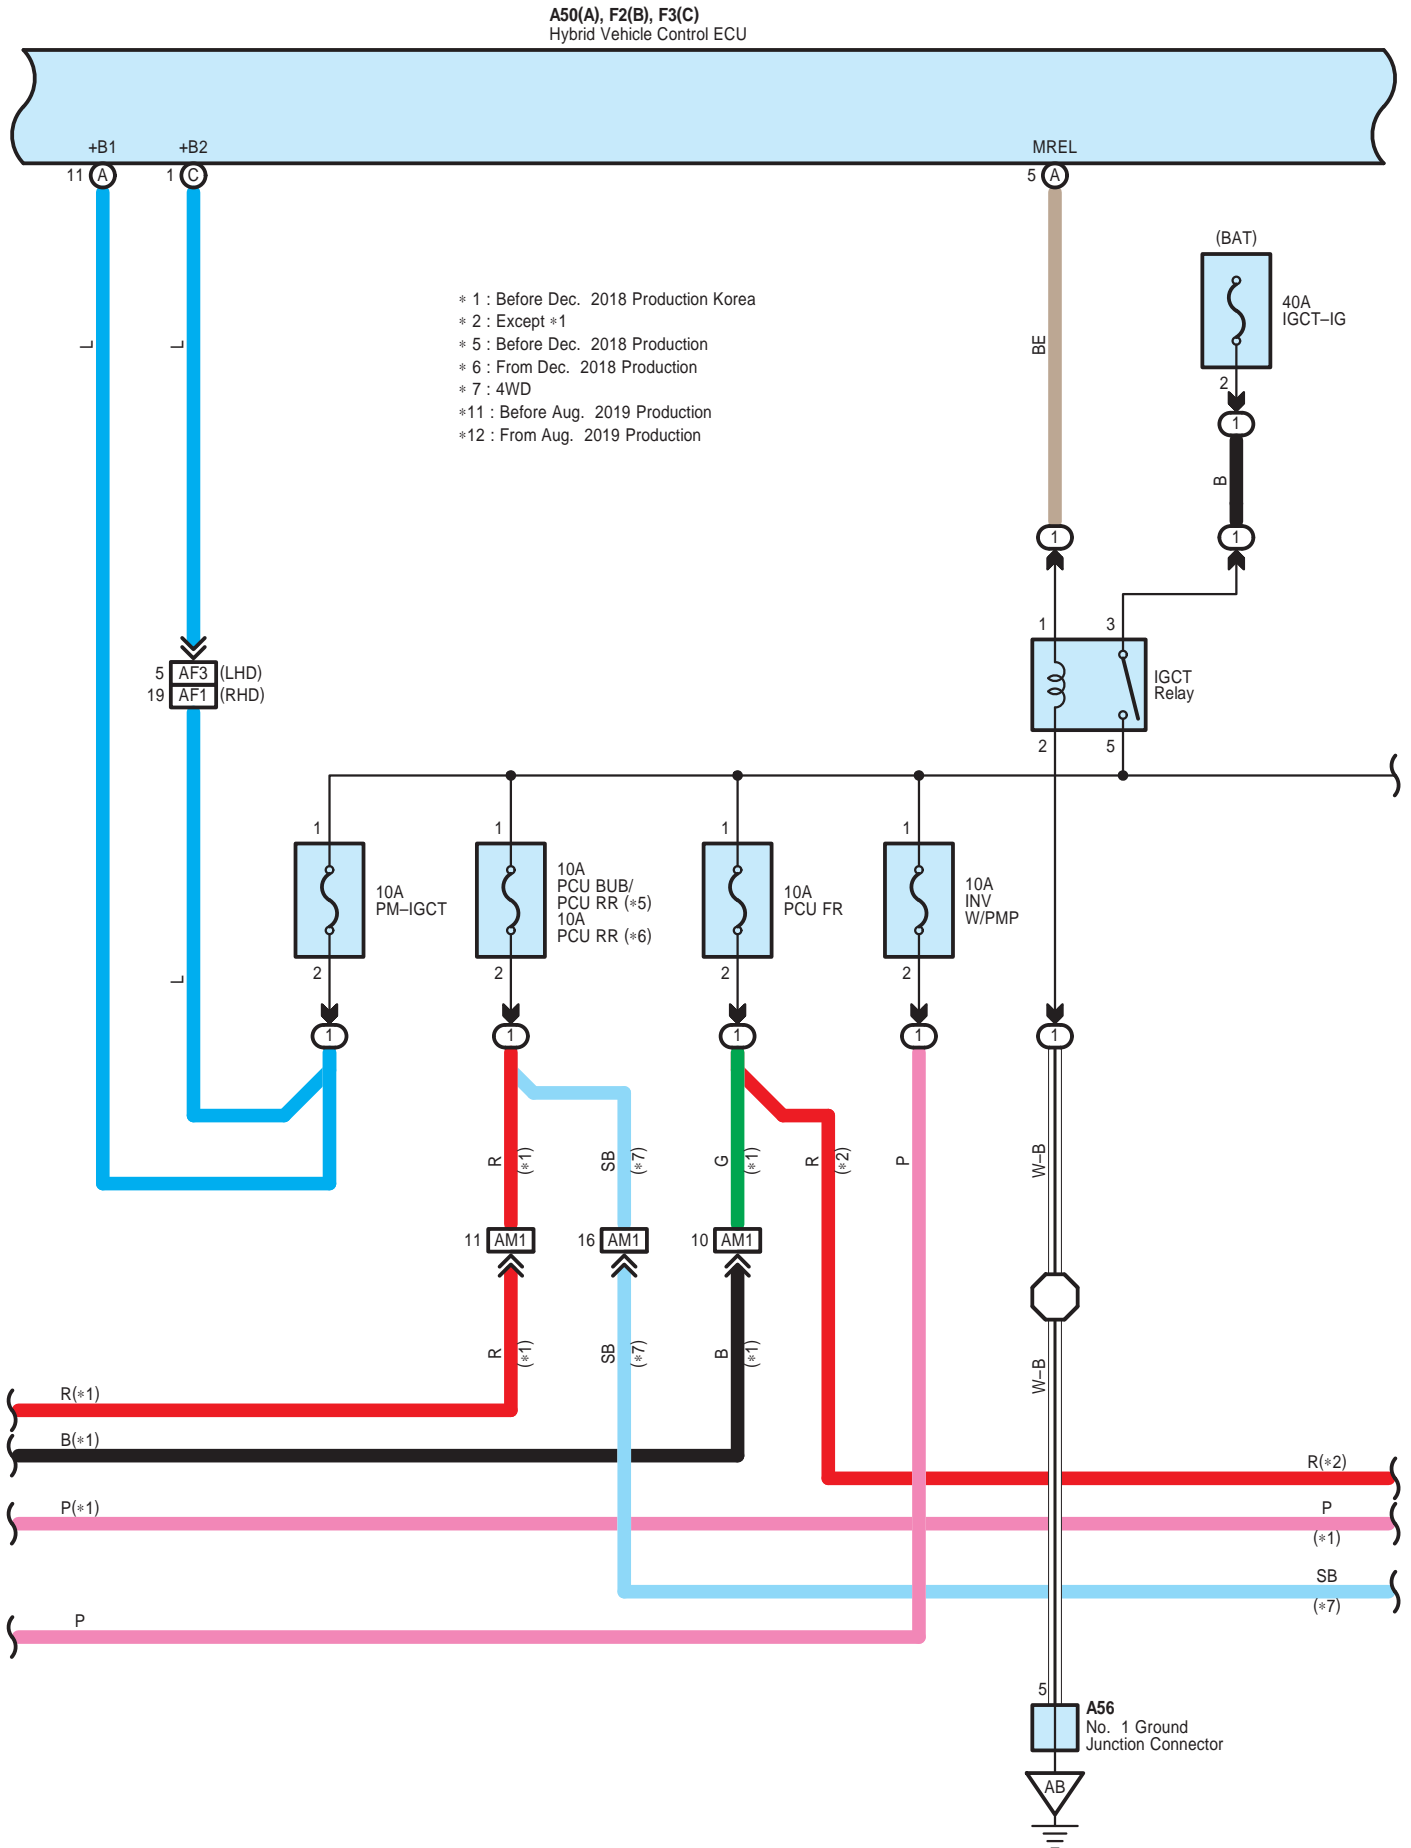 A50(A), F2(B), F3(C)
Hybrid Vehicle Control ECU
+B1
+B2
MREL
11 A
1 C
5 A
(BAT)
40A
IGCT–IG
∗ 1 : Before Dec. 2018 Production Korea
∗ 2 : Except ∗1
∗ 5 : Before Dec. 2018 Production
∗ 6 : From Dec. 2018 Production
∗ 7 : 4WD
∗11 : Before Aug. 2019 Production
∗12 : From Aug. 2019 Production
L
L
BE
2
1
B
1
1
1
3
5 AF3 (LHD)
19 AF1 (RHD)
IGCT
Relay
2
5
1
1
1
1
10A
PM–IGCT
10A
PCU BUB/
PCU RR (∗5)
10A
PCU RR (∗6)
10A
PCU FR
10A
INV
W/PMP
2
2
2
2
L
1
1
1
1
1
R
(∗1)
SB
(∗7)
G
(∗1)
R
(∗2)
P
W–B
11 AM1
16 AM1
10 AM1
R
(∗1)
SB
(∗7)
B
(∗1)
W–B
R(∗1)
B(∗1)
R(∗2)
P(∗1)
P
(∗1)
SB
(∗7)
P
5
A56
No. 1 Ground
Junction Connector
AB